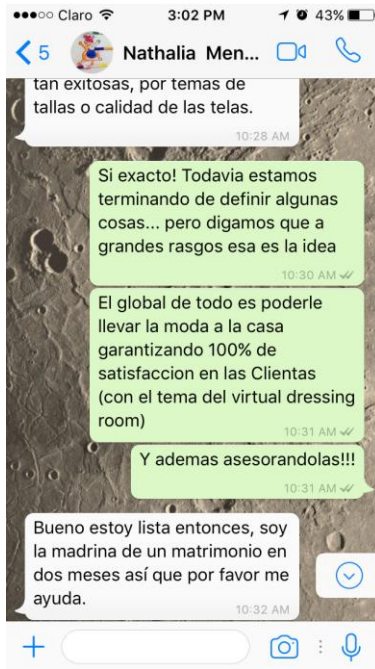 Claro 3:02 PM 43%
5 Nathalia Men...
tan exitosas, por temas de
tallas o calidad de las telas.
10:28 AM
Si exacto! Todavia estamos
terminando de definir algunas
cosas... pero digamos que a
grandes rasgos esa es la idea
10:30 AM
El global de todo es poderle
llevar la moda a la casa
garantizando 100% de
satisfaccion en las Clientas
(con el tema del virtual dressing
room)
10:31 AM
Y ademas asesorandolas!!!
10:31 AM
Bueno estoy lista entonces, soy
la madrina de un matrimonio en
dos meses así que por favor me
ayuda.
10:32 AM